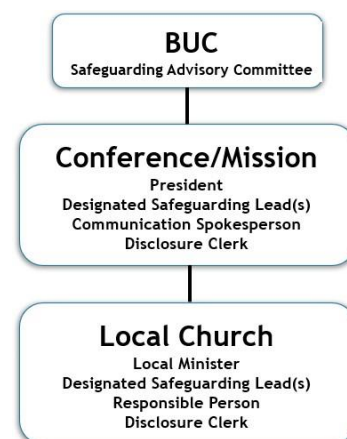 BUC
Safeguarding Advisory Committee
Conference/Mission
President
Designated Safeguarding Lead(s)
Communication Spokesperson
Disclosure Clerk
Local Church
Local Minister
Designated Safeguarding Lead(s)
Responsible Person
Disclosure Clerk